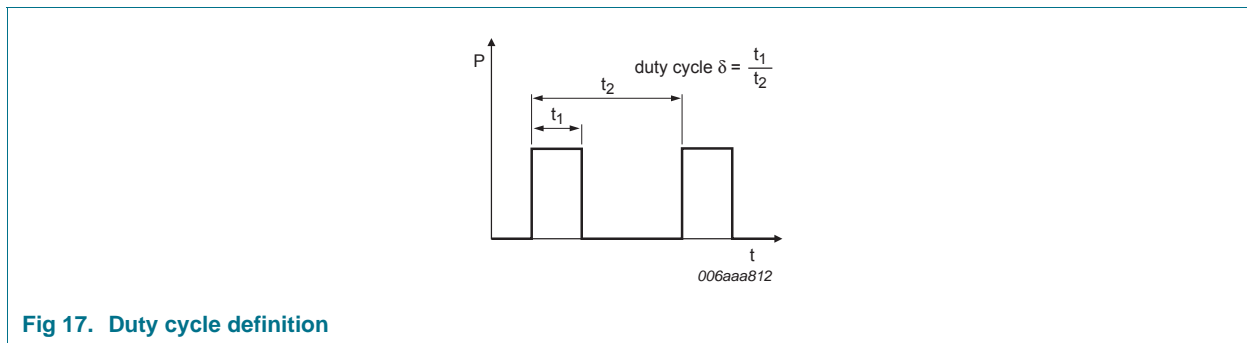 P
duty cycle δ = t1/t2
t2
t1
t
006aaa812
Fig 17. Duty cycle definition